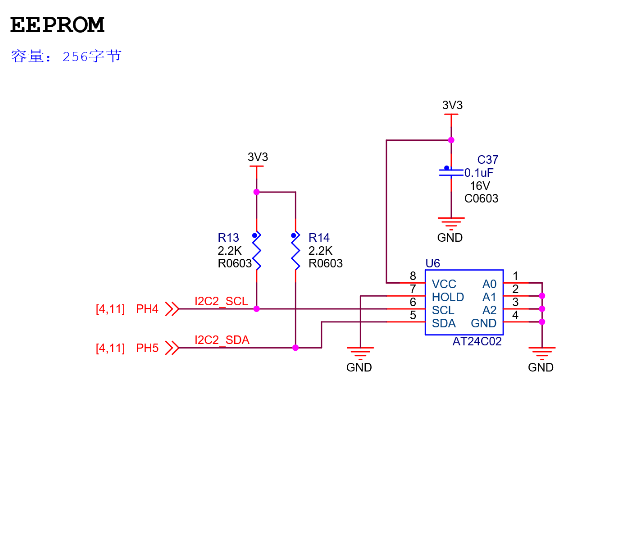 EEPROM
容量：256字节
3V3
C37
0.1uF
16V
C0603
GND
3V3
R13
2.2K
R0603
R14
2.2K
R0603
U6
8 VCC A0 1
7 HOLD A1 2
6 SCL A2 3
5 SDA GND 4
AT24C02
[4,11] PH4 I2C2_SCL
[4,11] PH5 I2C2_SDA
GND
GND